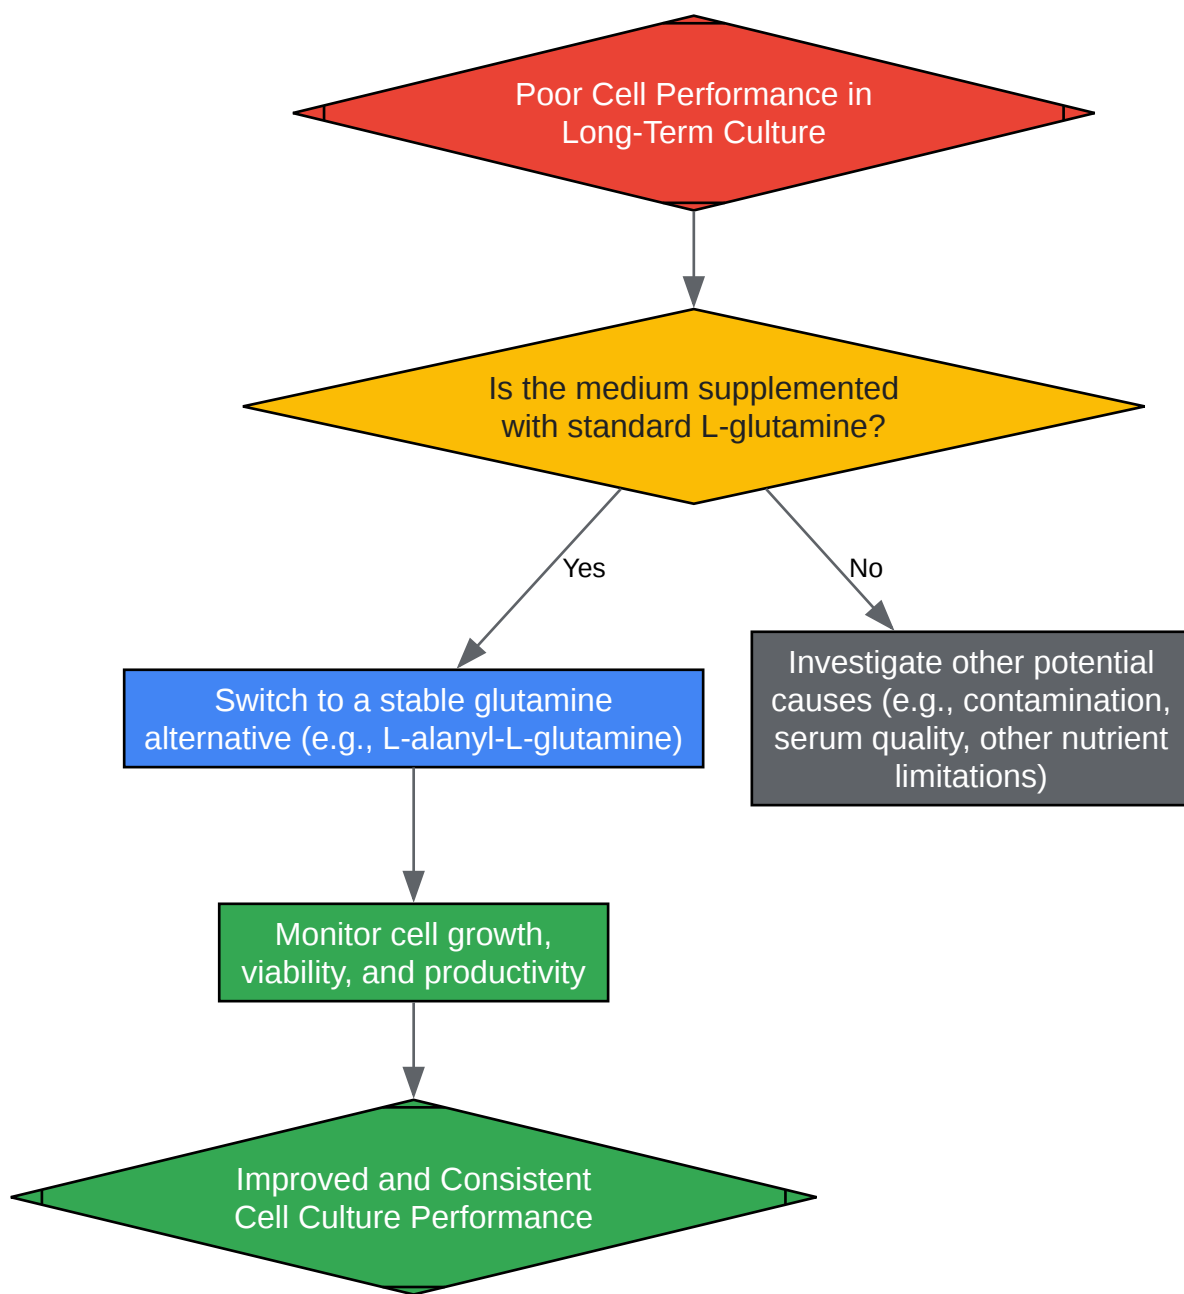 Poor Cell Performance in
Long-Term Culture
Is the medium supplemented
with standard L-glutamine?
Yes
No
Switch to a stable glutamine
alternative (e.g., L-alanyl-L-glutamine)
Investigate other potential
causes (e.g., contamination,
serum quality, other nutrient
limitations)
Monitor cell growth,
viability, and productivity
Improved and Consistent
Cell Culture Performance